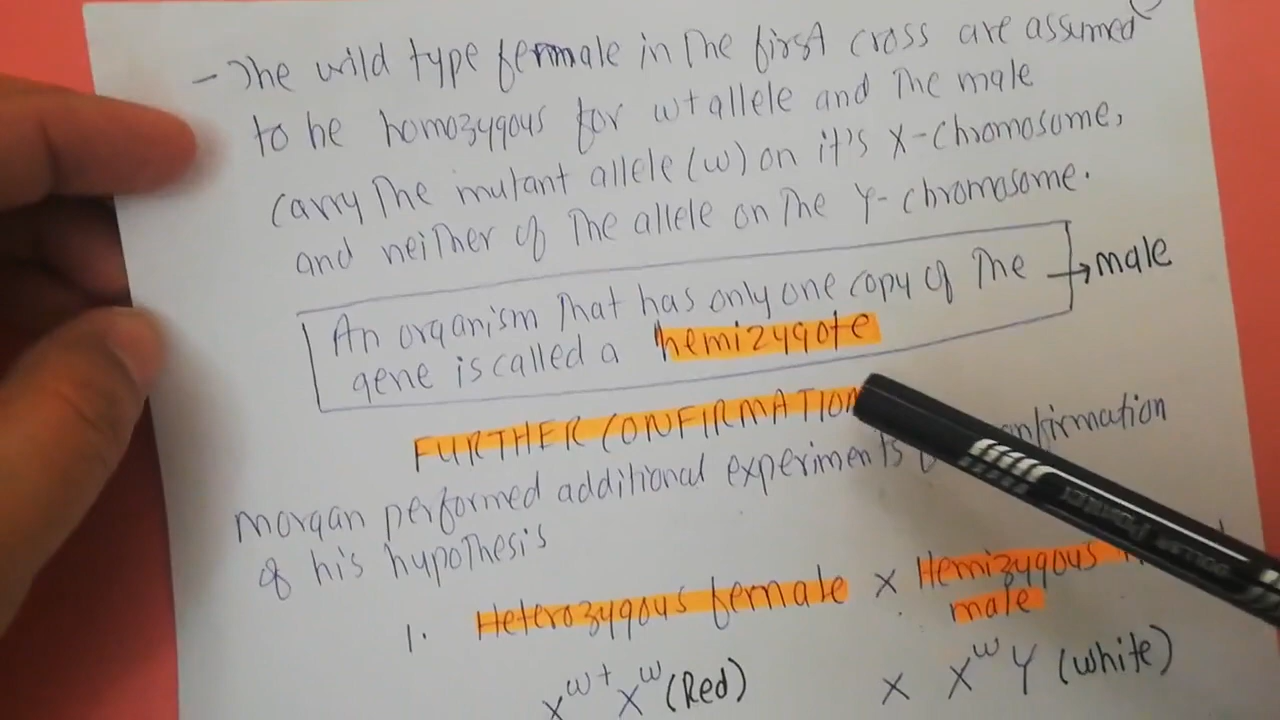 - The wild type female in The first cross are assumed
to be homozygous for w+ allele and The male
carry The mutant allele (w) on it's X-chromosome,
and neither of The allele on The Y-chromosome.
An organism That has only one copy of The → male
gene is called a hemizygote
FURTHER CONFIRMATION
morgan performed additional experiments confirmation
of his hypothesis
1. Heterozygous female x Hemizygous
male
X^w+ X^w (Red) x X^w Y (white)